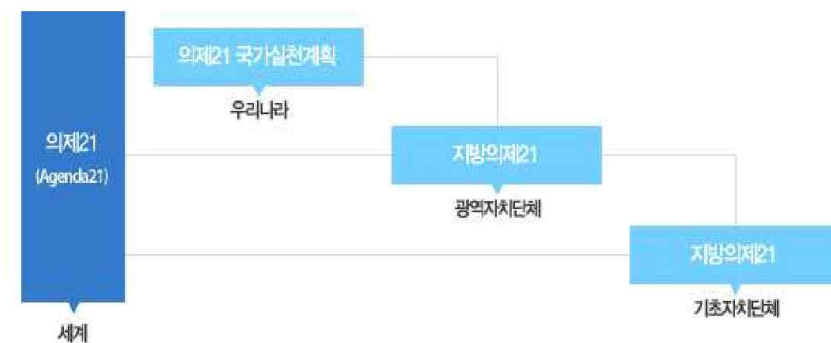 의제21 국가실천계획
우리나라
의제21
(Agenda21)
지방의제21
광역자치단체
지방의제21
기초자치단체
세계